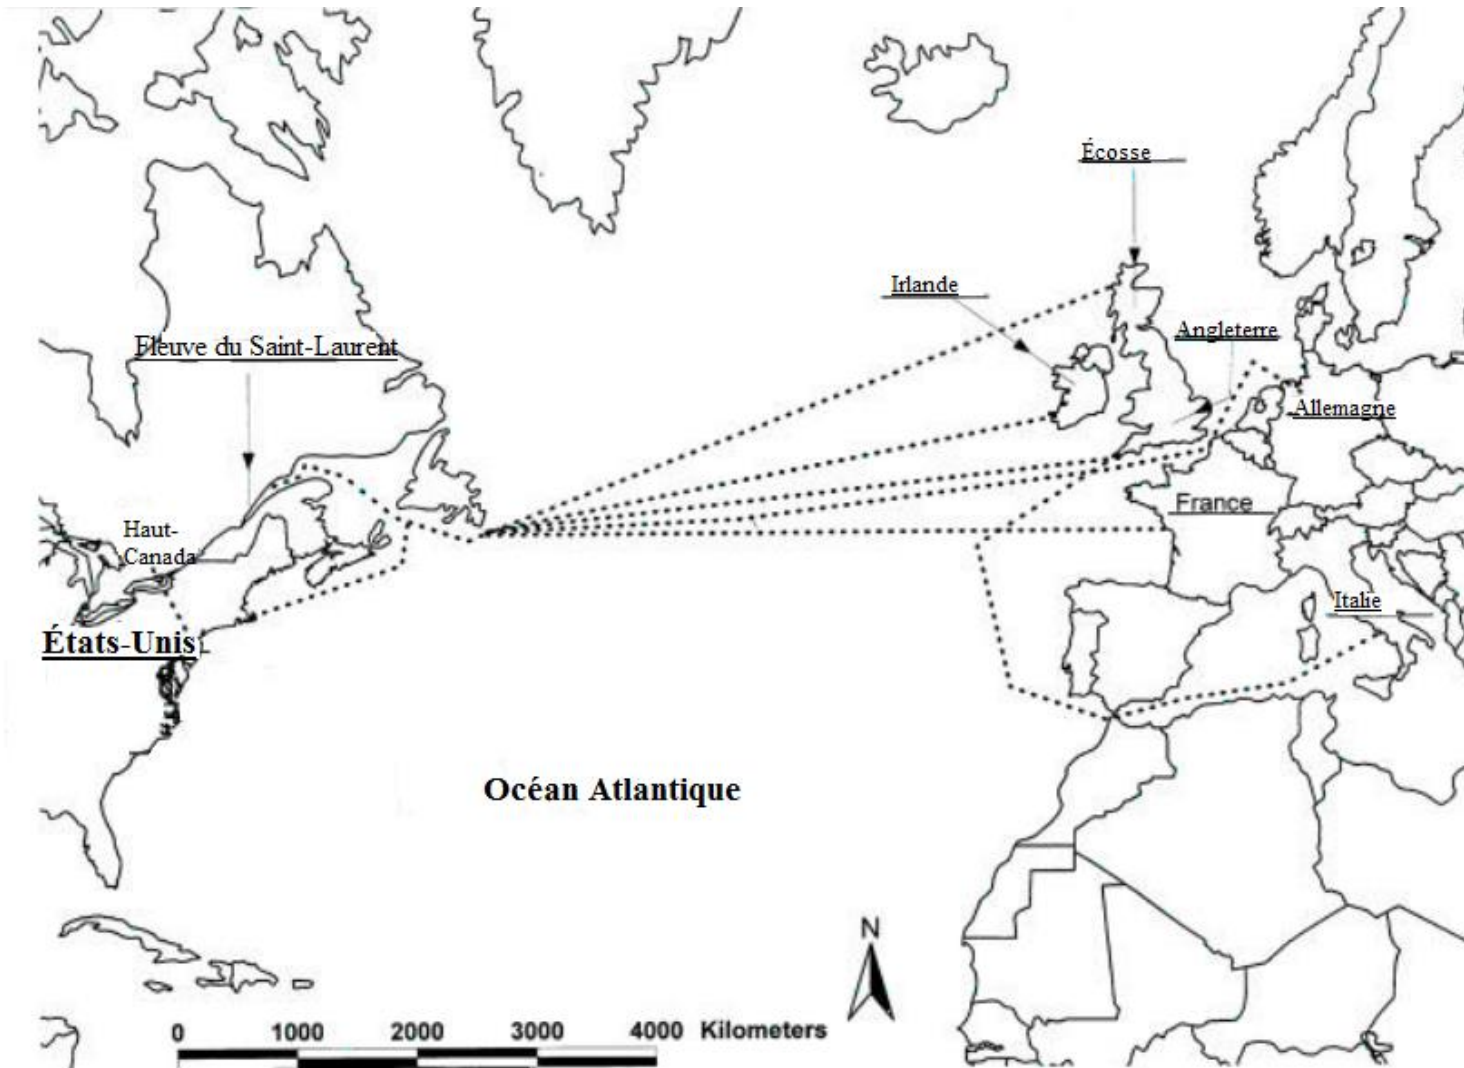 Écosse
Irlande
Angleterre
Fleuve du Saint-Laurent
Allemagne
France
Haut-
Canada
Italie
États-Unis
Océan Atlantique
N
0 1000 2000 3000 4000 Kilometers